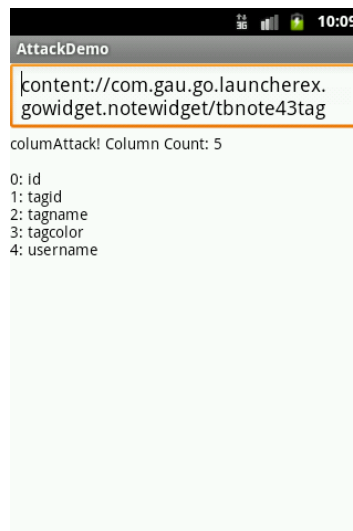 3G 10:09
AttackDemo
content://com.gau.go.launcherex.
gowidget.notewidget/tbnote43tag
columAttack! Column Count: 5
0: id
1: tagid
2: tagname
3: tagcolor
4: username